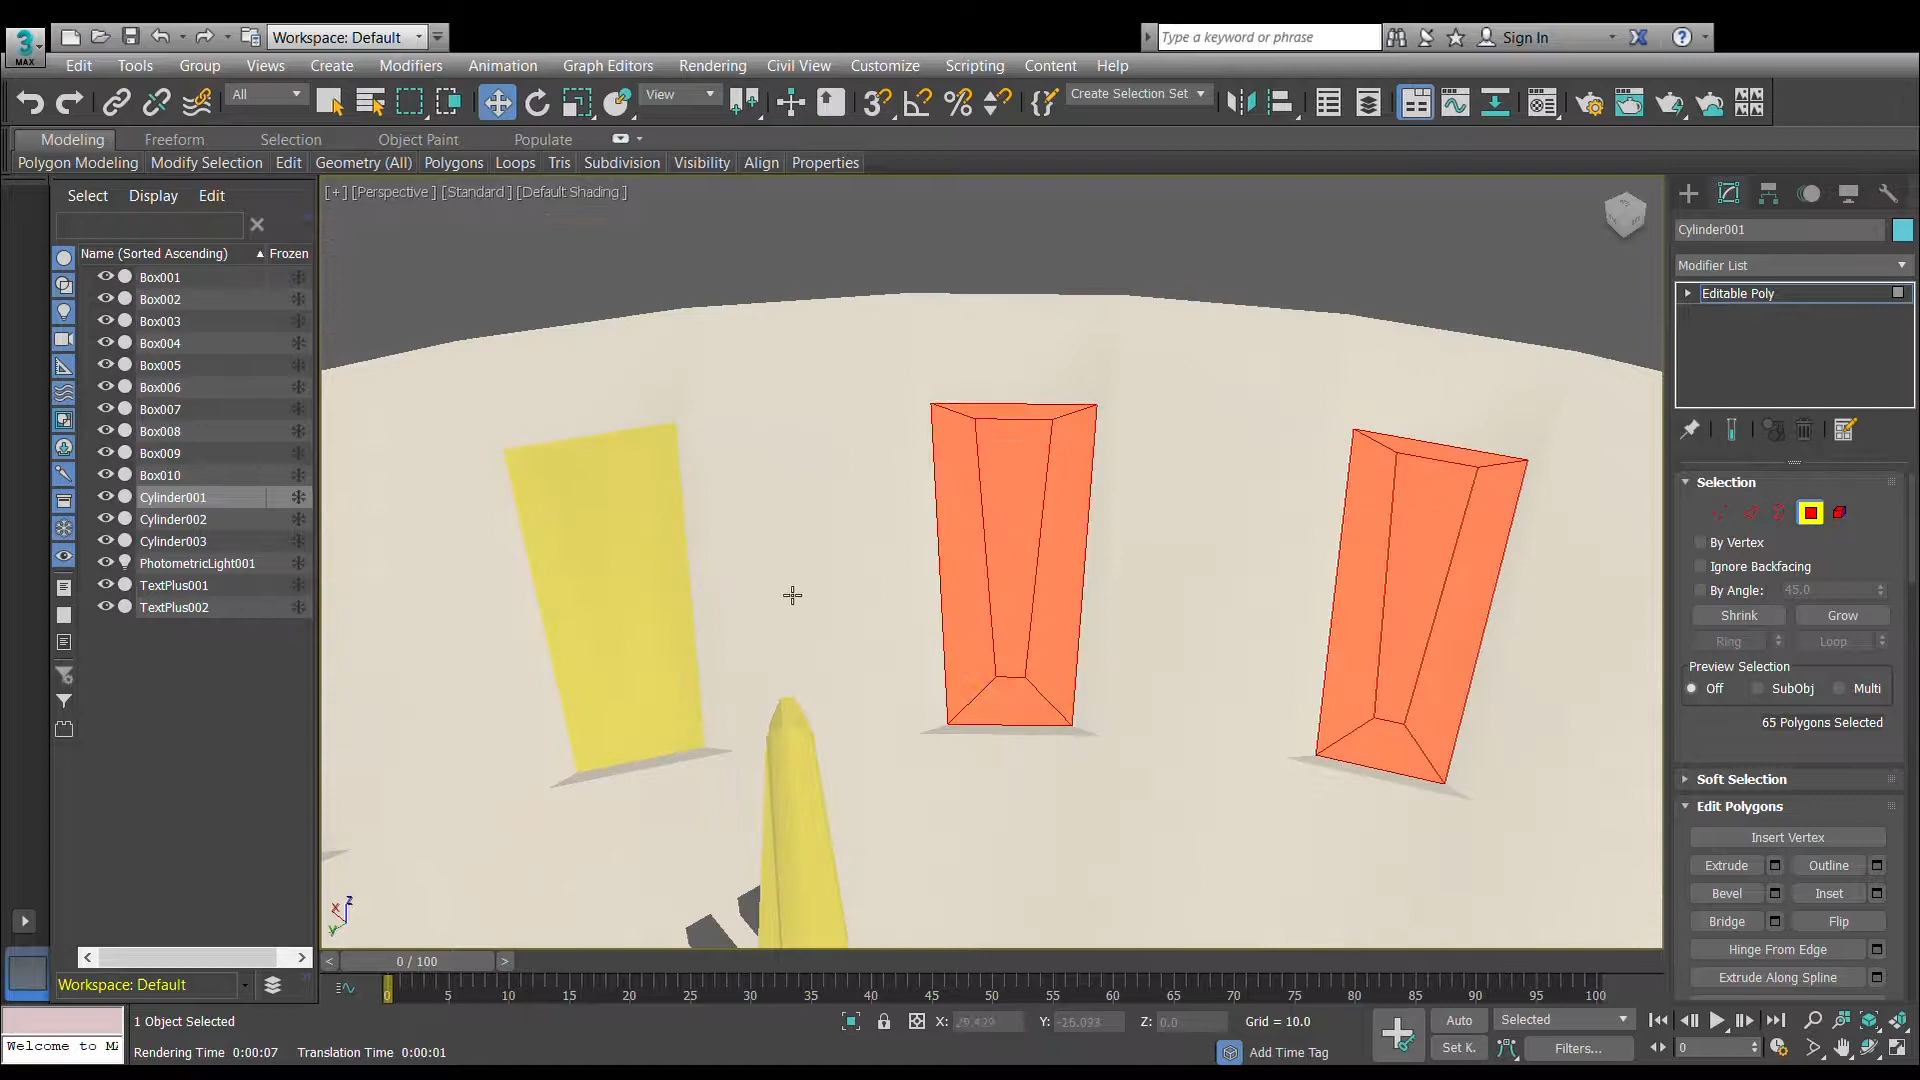 3
MAX
Workspace: Default
Type a keyword or phrase
Sign In
Edit Tools Group Views Create Modifiers Animation Graph Editors Rendering Civil View Customize Scripting Content Help
All
View
Create Selection Set
Modeling Freeform Selection Object Paint Populate
Polygon Modeling Modify Selection Edit Geometry (All) Polygons Loops Tris Subdivision Visibility Align Properties
Select Display Edit
[+] [Perspective ] [Standard ] [Default Shading ]
Name (Sorted Ascending) Frozen
Box001
Box002
Box003
Box004
Box005
Box006
Box007
Box008
Box009
Box010
Cylinder001
Cylinder002
Cylinder003
PhotometricLight001
TextPlus001
TextPlus002
Cylinder001
Modifier List
Editable Poly
Selection
By Vertex
Ignore Backfacing
By Angle: 45.0
Shrink Grow
Ring Loop
Preview Selection
Off SubObj Multi
65 Polygons Selected
Soft Selection
Edit Polygons
Insert Vertex
Extrude Outline
Bevel Inset
Bridge Flip
Hinge From Edge
Extrude Along Spline
x y z
0 / 100
Workspace: Default
0 5 10 15 20 25 30 35 40 45 50 55 60 65 70 75 80 85 90 95 100
1 Object Selected
X: Y: -26.093 Z: 0.0 Grid = 10.0
Auto Selected
Welcome to MA
Rendering Time 0:00:07 Translation Time 0:00:01
Add Time Tag
Set K. Filters... 0